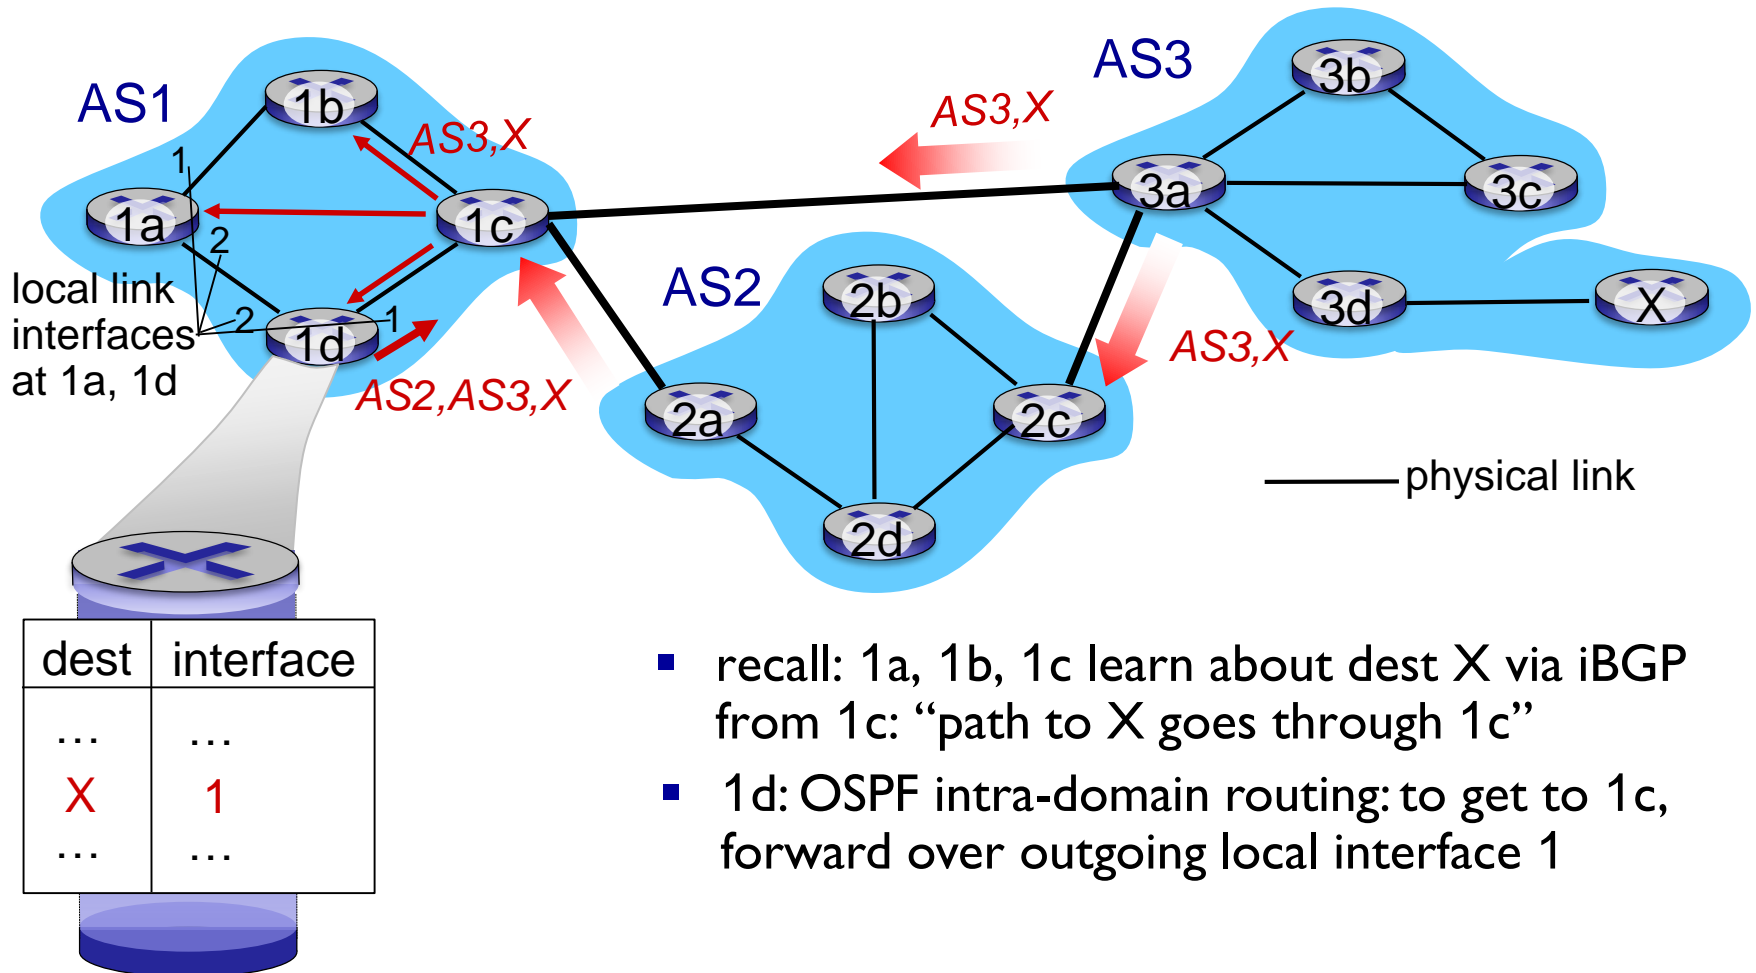 AS3
3b
AS1
1b
AS3,X
AS3,X
1
3a
3c
1a
1c
2
AS2
local link
interfaces
at 1a, 1d
2b
3d
X
2
1
1d
AS3,X
AS2,AS3,X
2a
2c
physical link
2d
dest interface
... ...
X 1
... ...
▪ recall: 1a, 1b, 1c learn about dest X via iBGP
from 1c: “path to X goes through 1c”
▪ 1d: OSPF intra-domain routing: to get to 1c,
forward over outgoing local interface 1